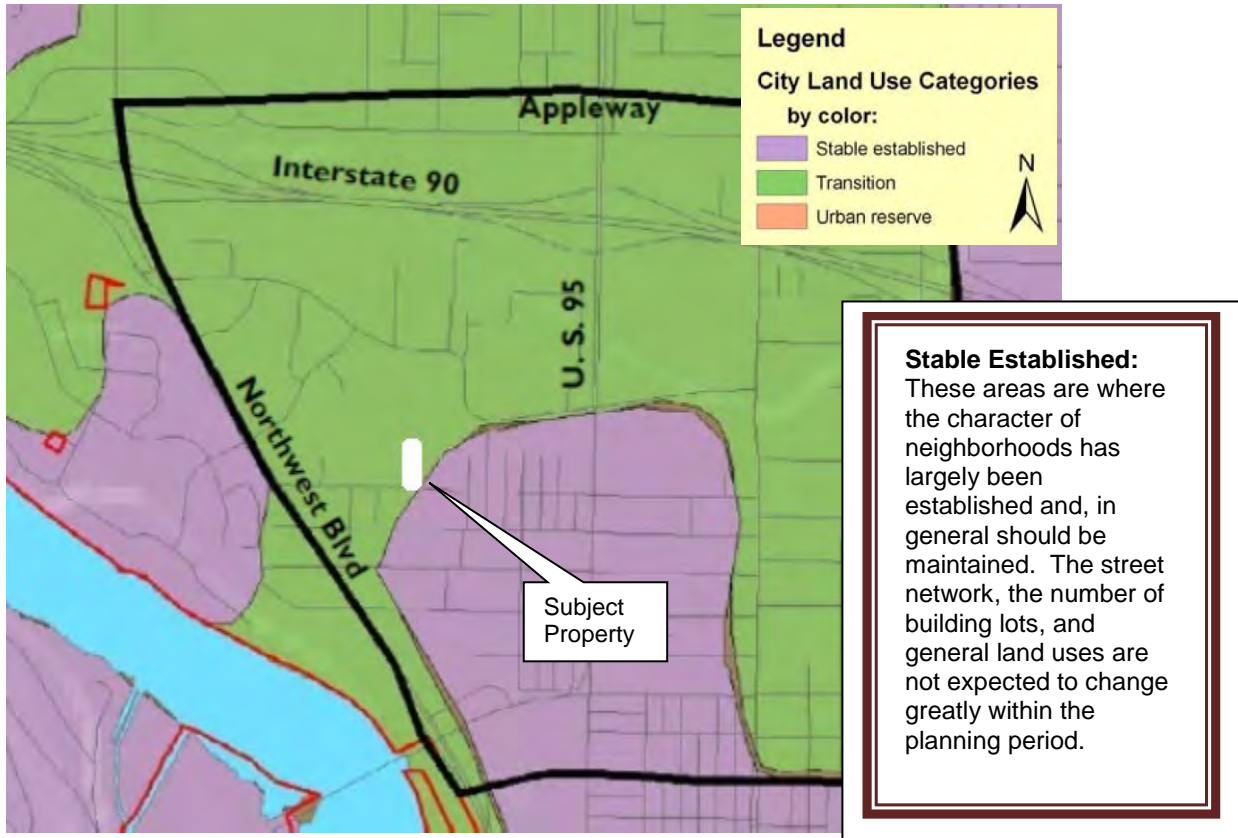 Legend
City Land Use Categories
by color:
Stable established
Transition
Urban reserve
N
Appleway
Interstate 90
U. S. 95
Northwest Blvd
Subject
Property
Stable Established:
These areas are where
the character of
neighborhoods has
largely been
established and, in
general should be
maintained. The street
network, the number of
building lots, and
general land uses are
not expected to change
greatly within the
planning period.